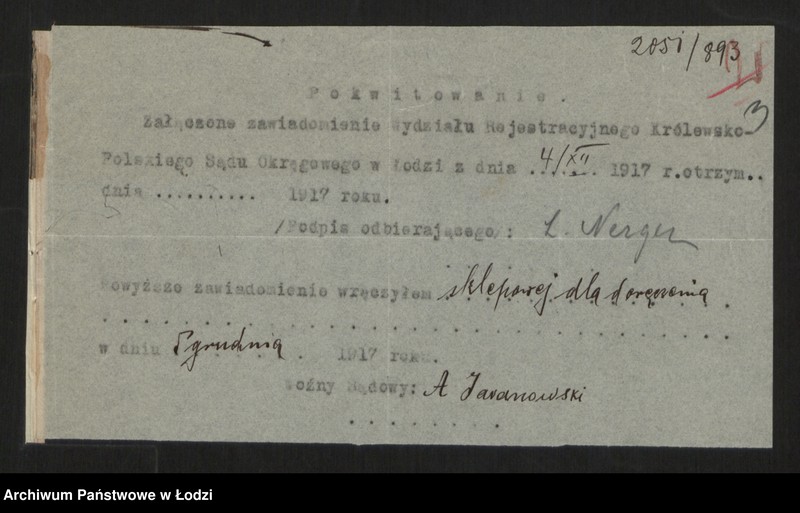 2051/893
3
Pokwitowanie.
Załączone zawiadomienie Wydziału Rejestracyjnego Królewsko-
Polskiego Sądu Okręgowego w Łodzi z dnia .4/XII. 1917 r.otrzym..
dnia .......... 1917 roku.
/Podpis odbierającego/: L. Nerger
Powyższe zawiadomienie wręczyłem sklepowej dla doręczenia .
w dniu 5 grudnia . 1917 roku.
Woźny Sądowy: A
Archiwum Państwowe w Łodzi